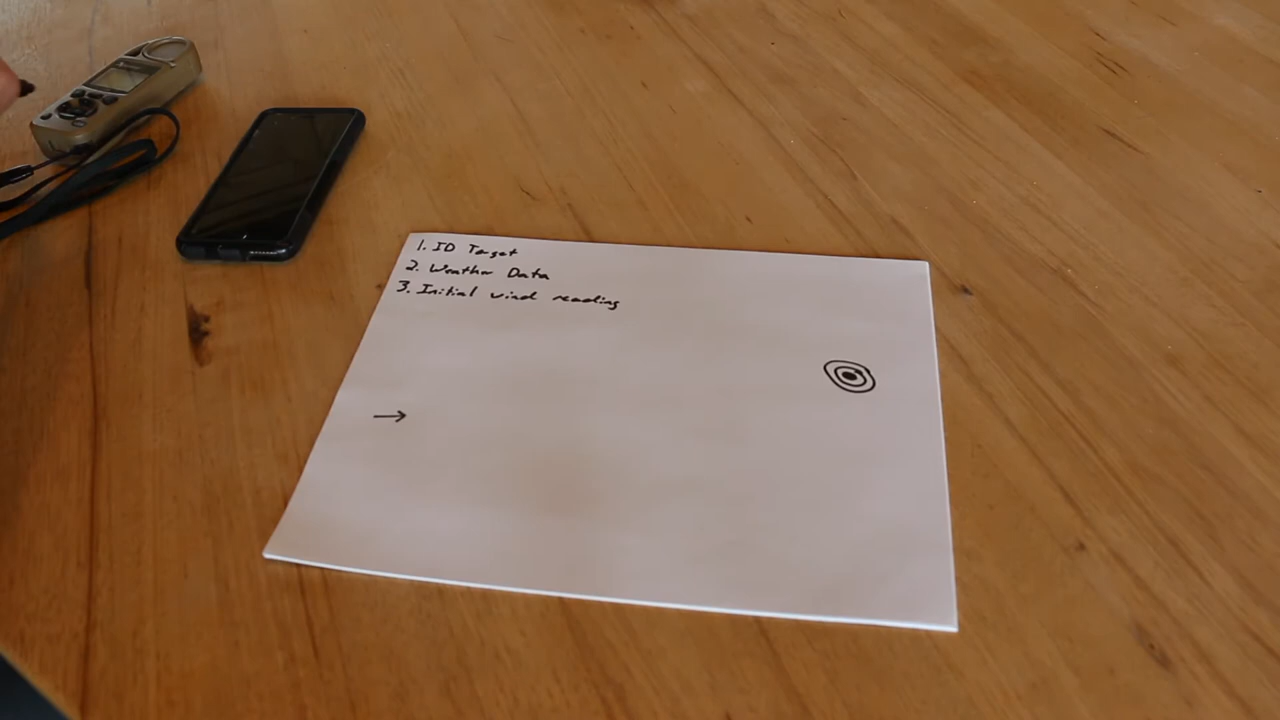 1. ID Target
2. Weather Data
3. Initial wind reading